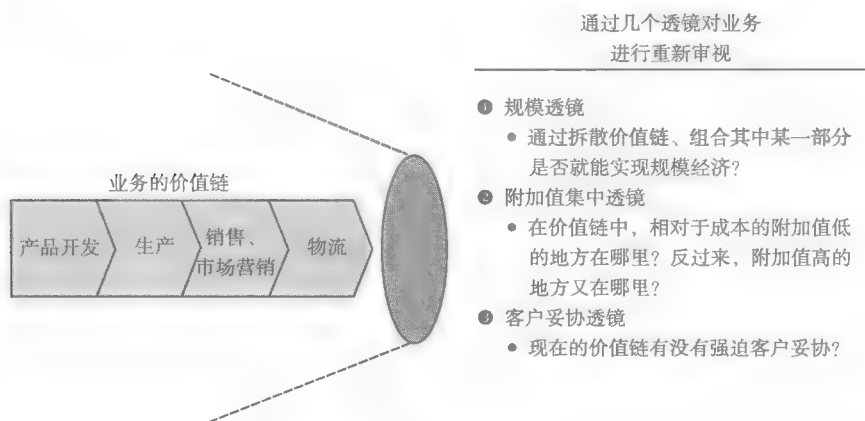 通过几个透镜对业务
进行重新审视
❶ 规模透镜
• 通过拆散价值链、组合其中某一部分
是否就能实现规模经济？
❷ 附加值集中透镜
• 在价值链中，相对于成本的附加值低
的地方在哪里？反过来，附加值高的
地方又在哪里？
❸ 客户妥协透镜
• 现在的价值链有没有强迫客户妥协？
业务的价值链
产品开发
生产
销售、
市场营销
物流